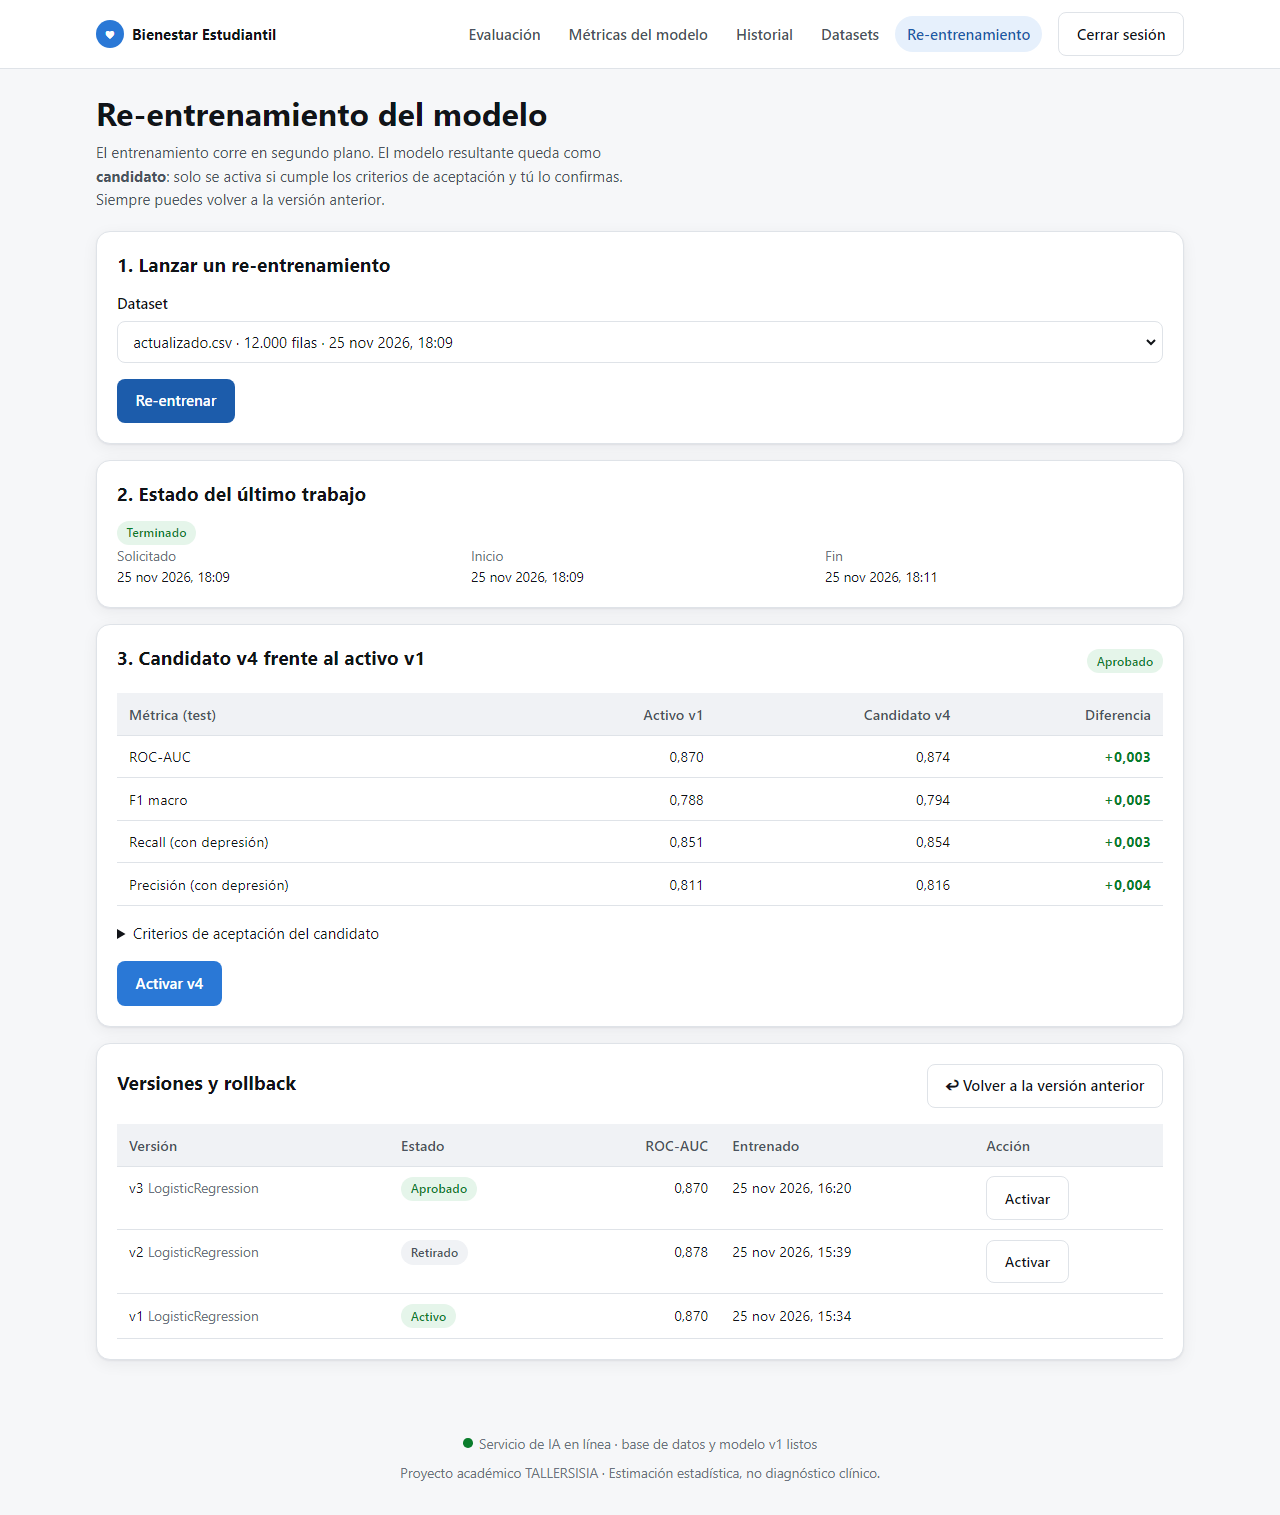 Bienestar Estudiantil
Evaluación
Métricas del modelo
Historial
Datasets
Re-entrenamiento
Cerrar sesión
Re-entrenamiento del modelo
El entrenamiento corre en segundo plano. El modelo resultante queda como
candidato: solo se activa si cumple los criterios de aceptación y tú lo confirmas.
Siempre puedes volver a la versión anterior.
1. Lanzar un re-entrenamiento
Dataset
actualizado.csv · 12.000 filas · 25 nov 2026, 18:09
Re-entrenar
2. Estado del último trabajo
Terminado
Solicitado Inicio Fin
25 nov 2026, 18:09 25 nov 2026, 18:09 25 nov 2026, 18:11
3. Candidato v4 frente al activo v1
Aprobado
Métrica (test) Activo v1 Candidato v4 Diferencia
ROC-AUC 0,870 0,874 +0,003
F1 macro 0,788 0,794 +0,005
Recall (con depresión) 0,851 0,854 +0,003
Precisión (con depresión) 0,811 0,816 +0,004
▶ Criterios de aceptación del candidato
Activar v4
Versiones y rollback
↩ Volver a la versión anterior
Versión Estado ROC-AUC Entrenado Acción
v3 LogisticRegression Aprobado 0,870 25 nov 2026, 16:20 Activar
v2 LogisticRegression Retirado 0,878 25 nov 2026, 15:39 Activar
v1 LogisticRegression Activo 0,870 25 nov 2026, 15:34
Servicio de IA en línea · base de datos y modelo v1 listos
Proyecto académico TALLERSISIA · Estimación estadística, no diagnóstico clínico.